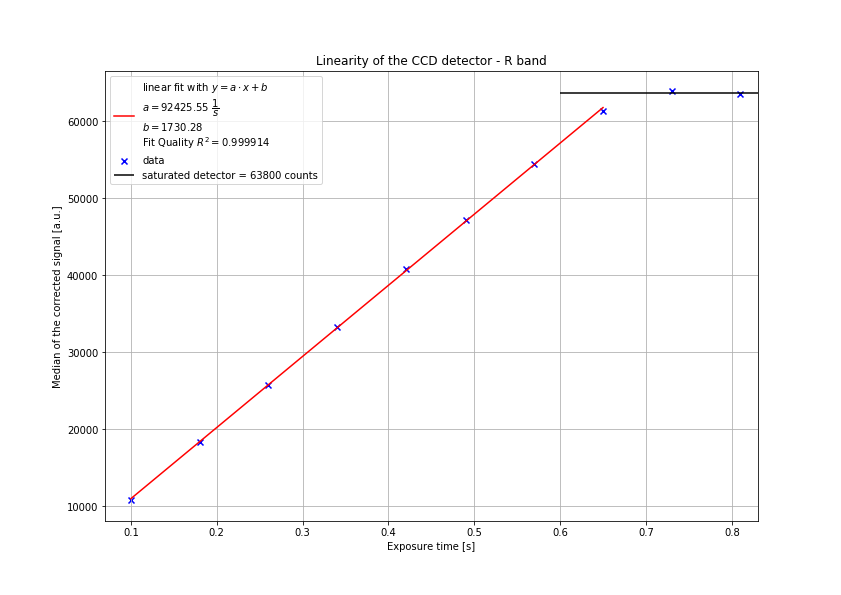 Linearity of the CCD detector - R band
linear fit with y = a · x + b
a = 92425.55 1/s
b = 1730.28
Fit Quality R² = 0.999914
data
saturated detector = 63800 counts
Median of the corrected signal [a.u.]
60000
50000
40000
30000
20000
10000
0.1 0.2 0.3 0.4 0.5 0.6 0.7 0.8
Exposure time [s]